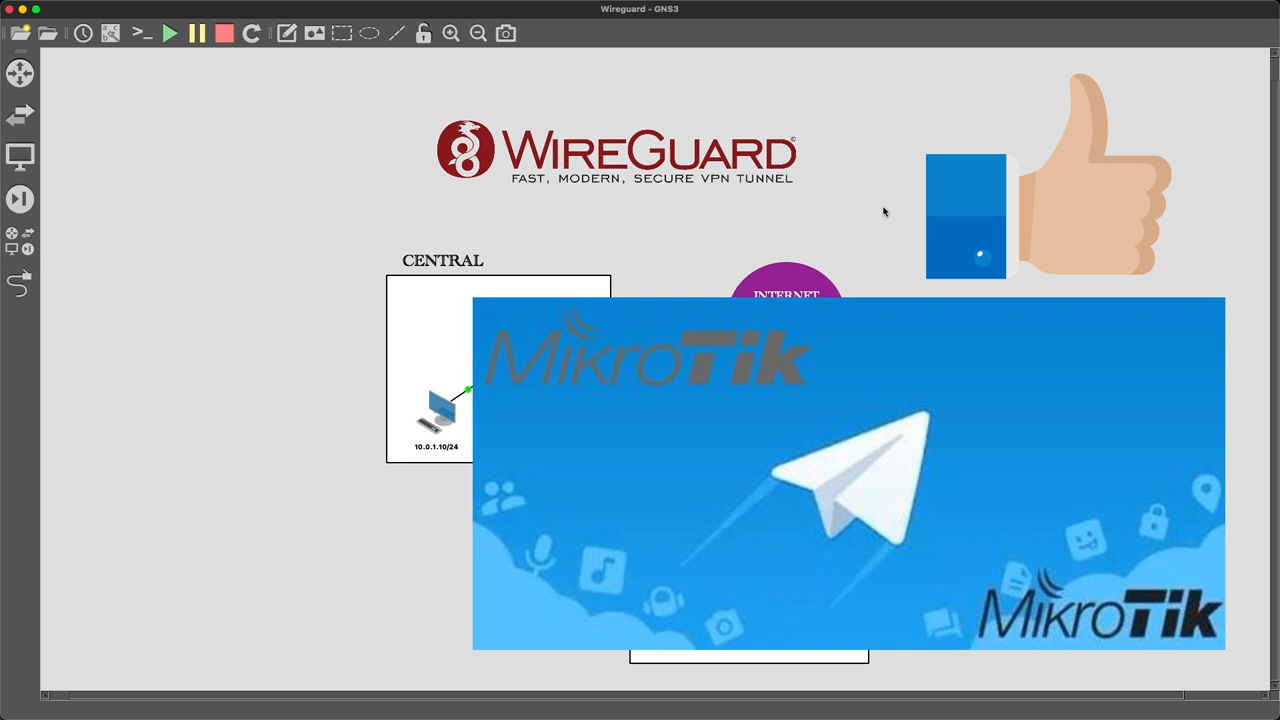 Wireguard - GNS3
WIREGUARD
FAST, MODERN, SECURE VPN TUNNEL
CENTRAL
INTERNET
MikroTik
10.0.1.10/24
MikroTik